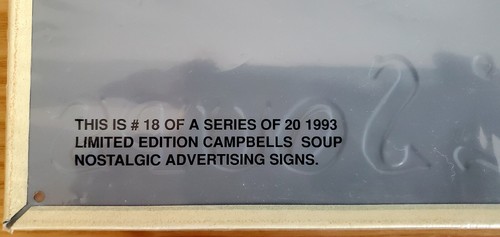 THIS IS # 18 OF A SERIES OF 20 1993
LIMITED EDITION CAMPBELLS SOUP
NOSTALGIC ADVERTISING SIGNS.